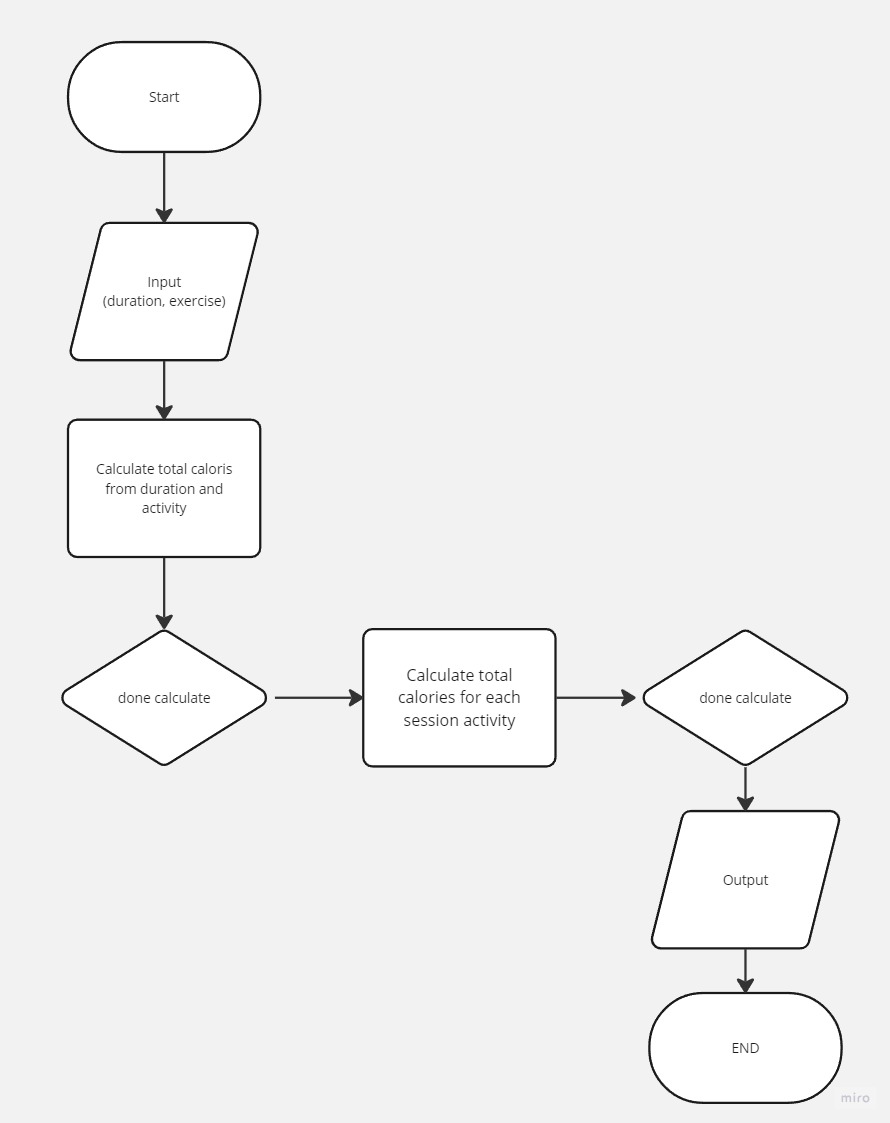 Start
Input
(duration, exercise)
Calculate total caloris
from duration and
activity
done calculate
Calculate total
calories for each
session activity
done calculate
Output
END
miro